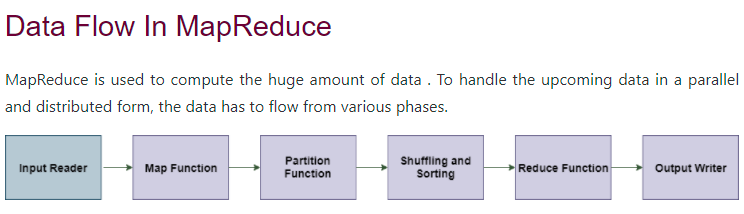 Data Flow In MapReduce
MapReduce is used to compute the huge amount of data . To handle the upcoming data in a parallel
and distributed form, the data has to flow from various phases.
Input Reader
Map Function
Partition
Function
Shuffling and
Sorting
Reduce Function
Output Writer